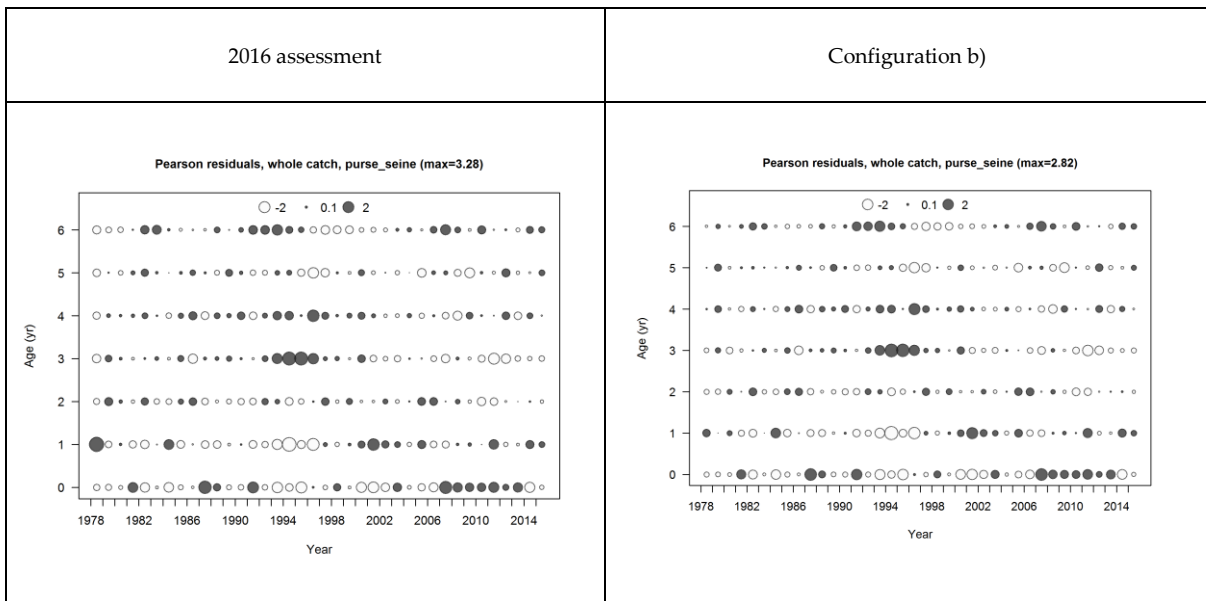 2016 assessment
Configuration b)
Pearson residuals, whole catch, purse_seine (max=3.28)
-2 0.1 2
6
5
4
3
2
1
0
Age (yr)
1978 1982 1986 1990 1994 1998 2002 2006 2010 2014
Year
Pearson residuals, whole catch, purse_seine (max=2.82)
-2 0.1 2
6
5
4
3
2
1
0
Age (yr)
1978 1982 1986 1990 1994 1998 2002 2006 2010 2014
Year